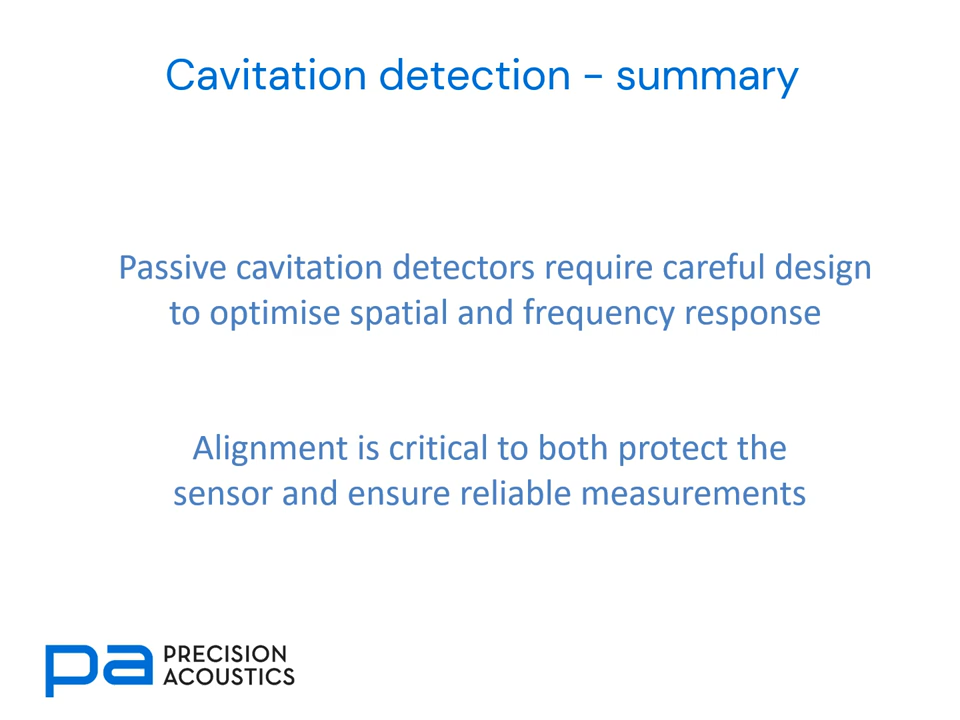 Cavitation detection – summary
Passive cavitation detectors require careful design
to optimise spatial and frequency response
Alignment is critical to both protect the
sensor and ensure reliable measurements
pa PRECISION
ACOUSTICS